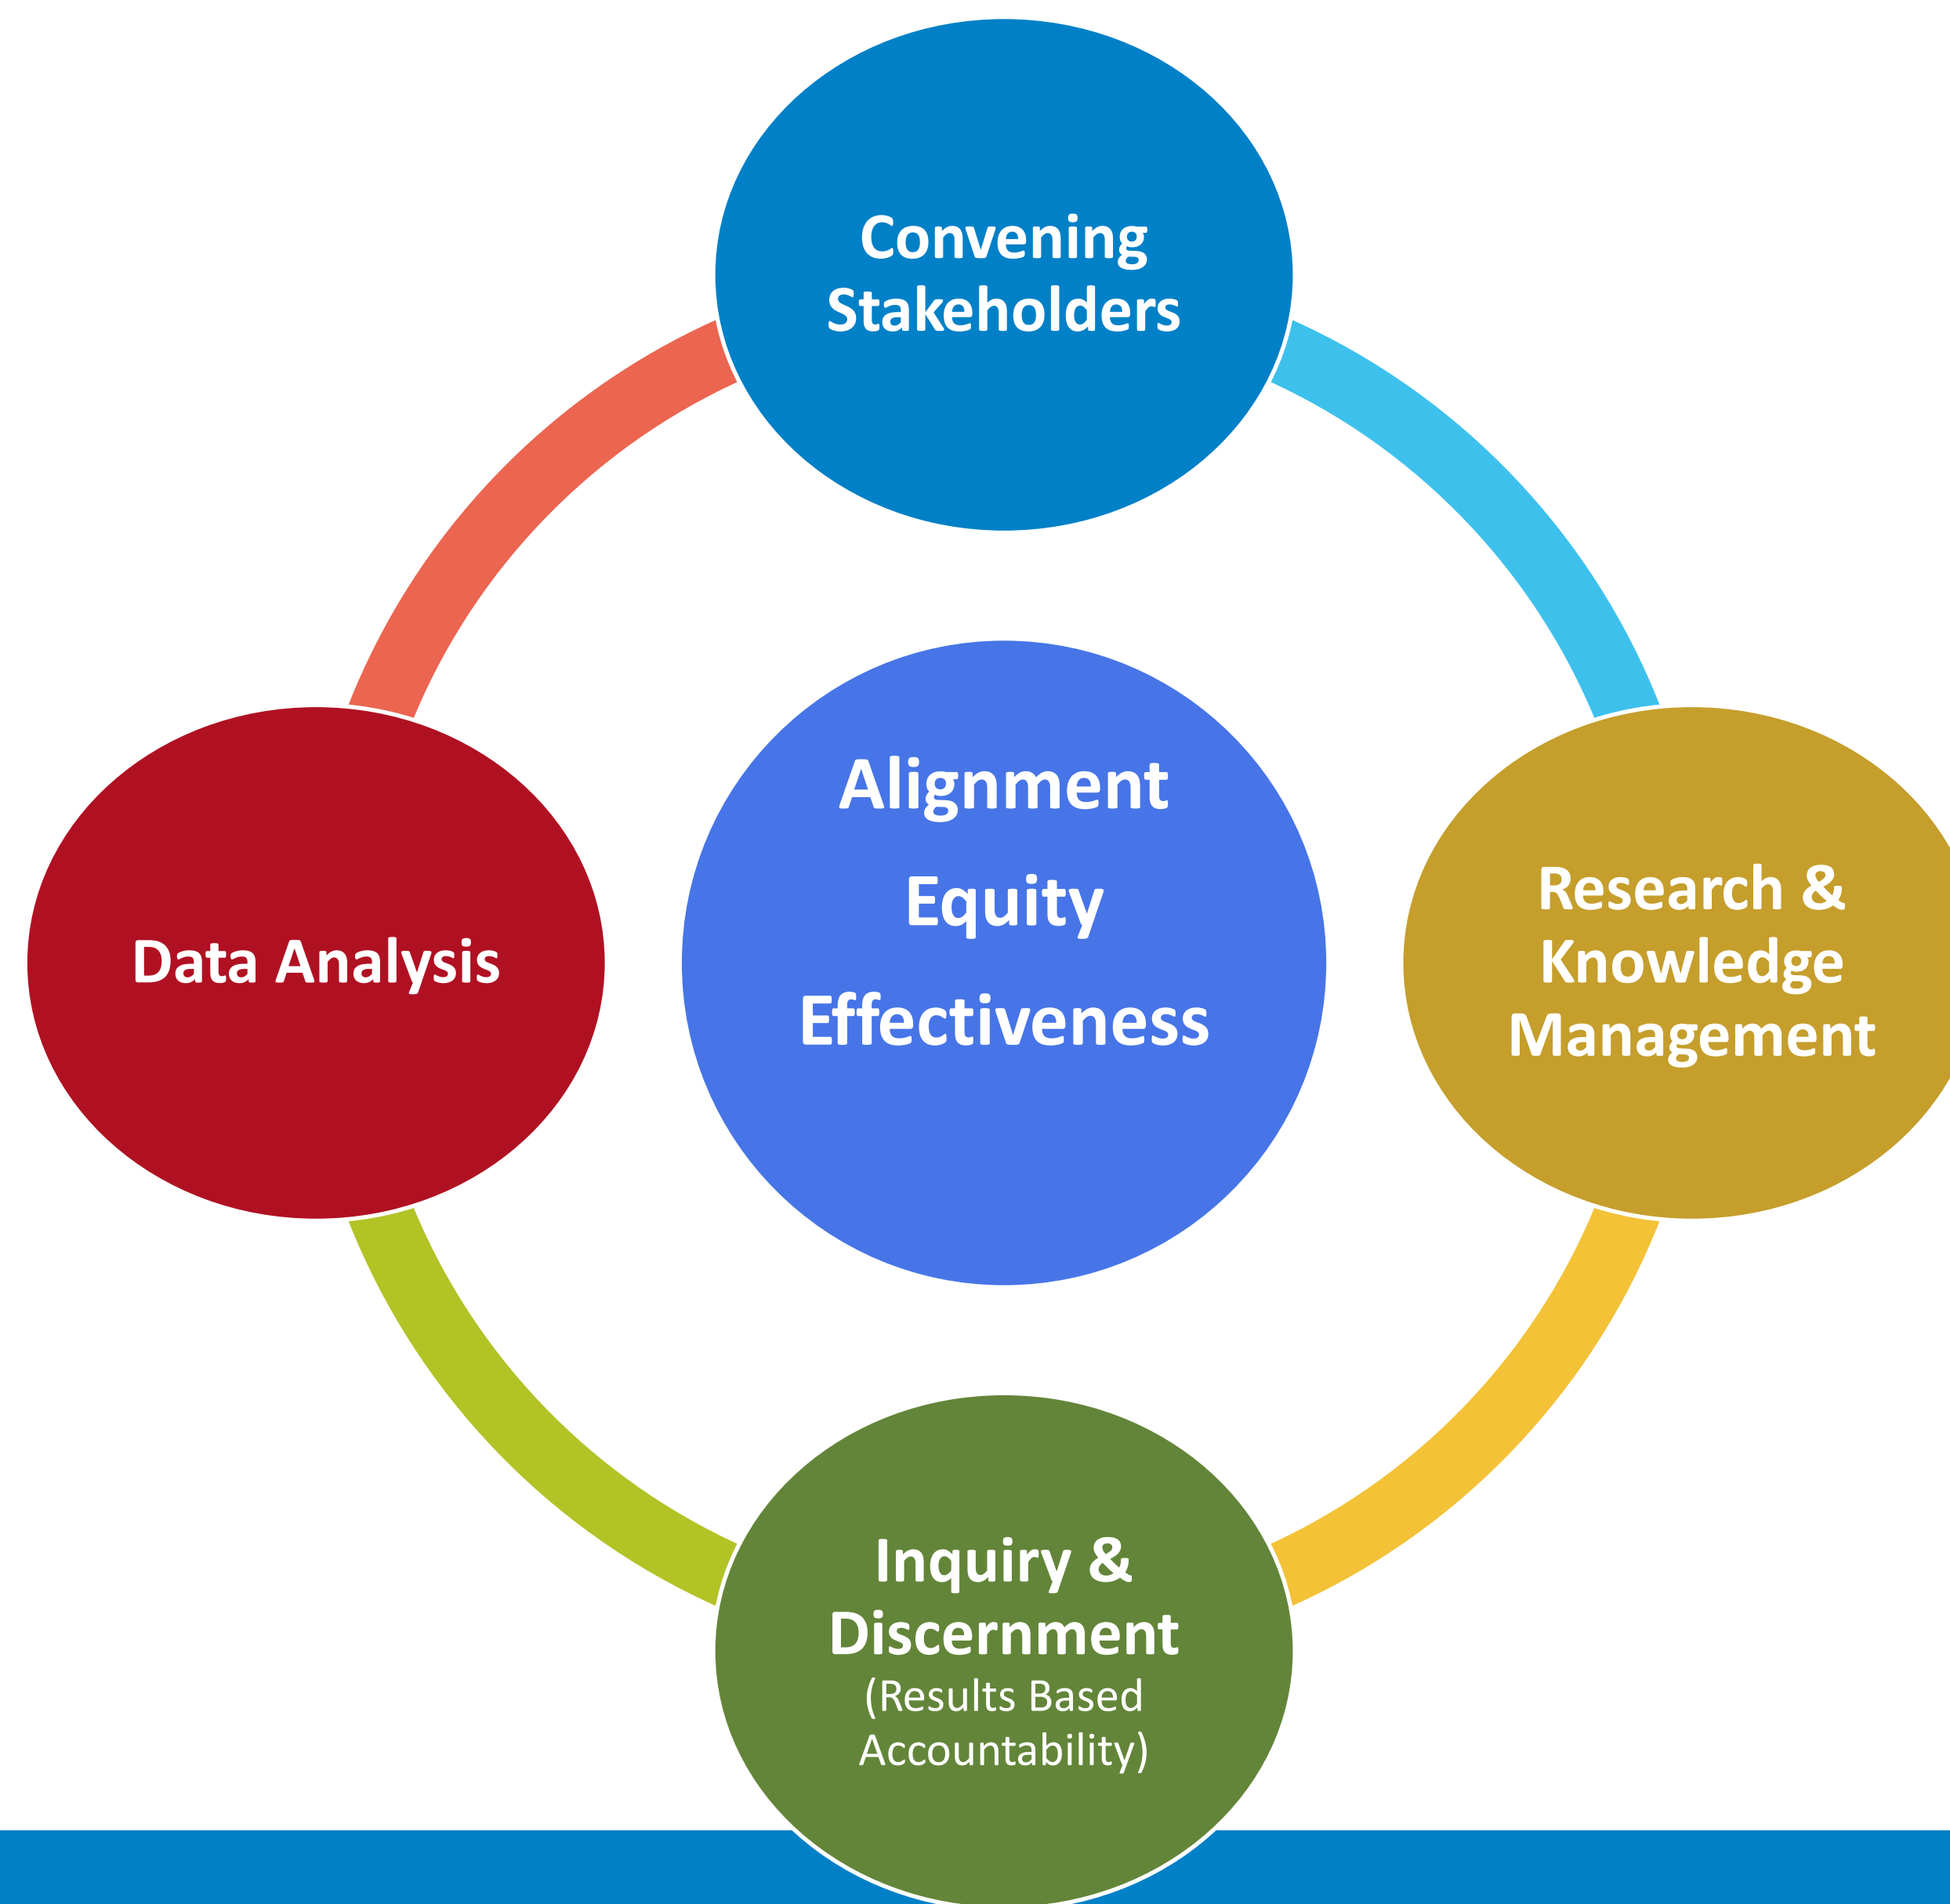 Convening
Stakeholders
Alignment
Equity
Effectiveness
Data Analysis
Research &
Knowledge
Management
Inquiry &
Discernment
(Results Based
Accountability)